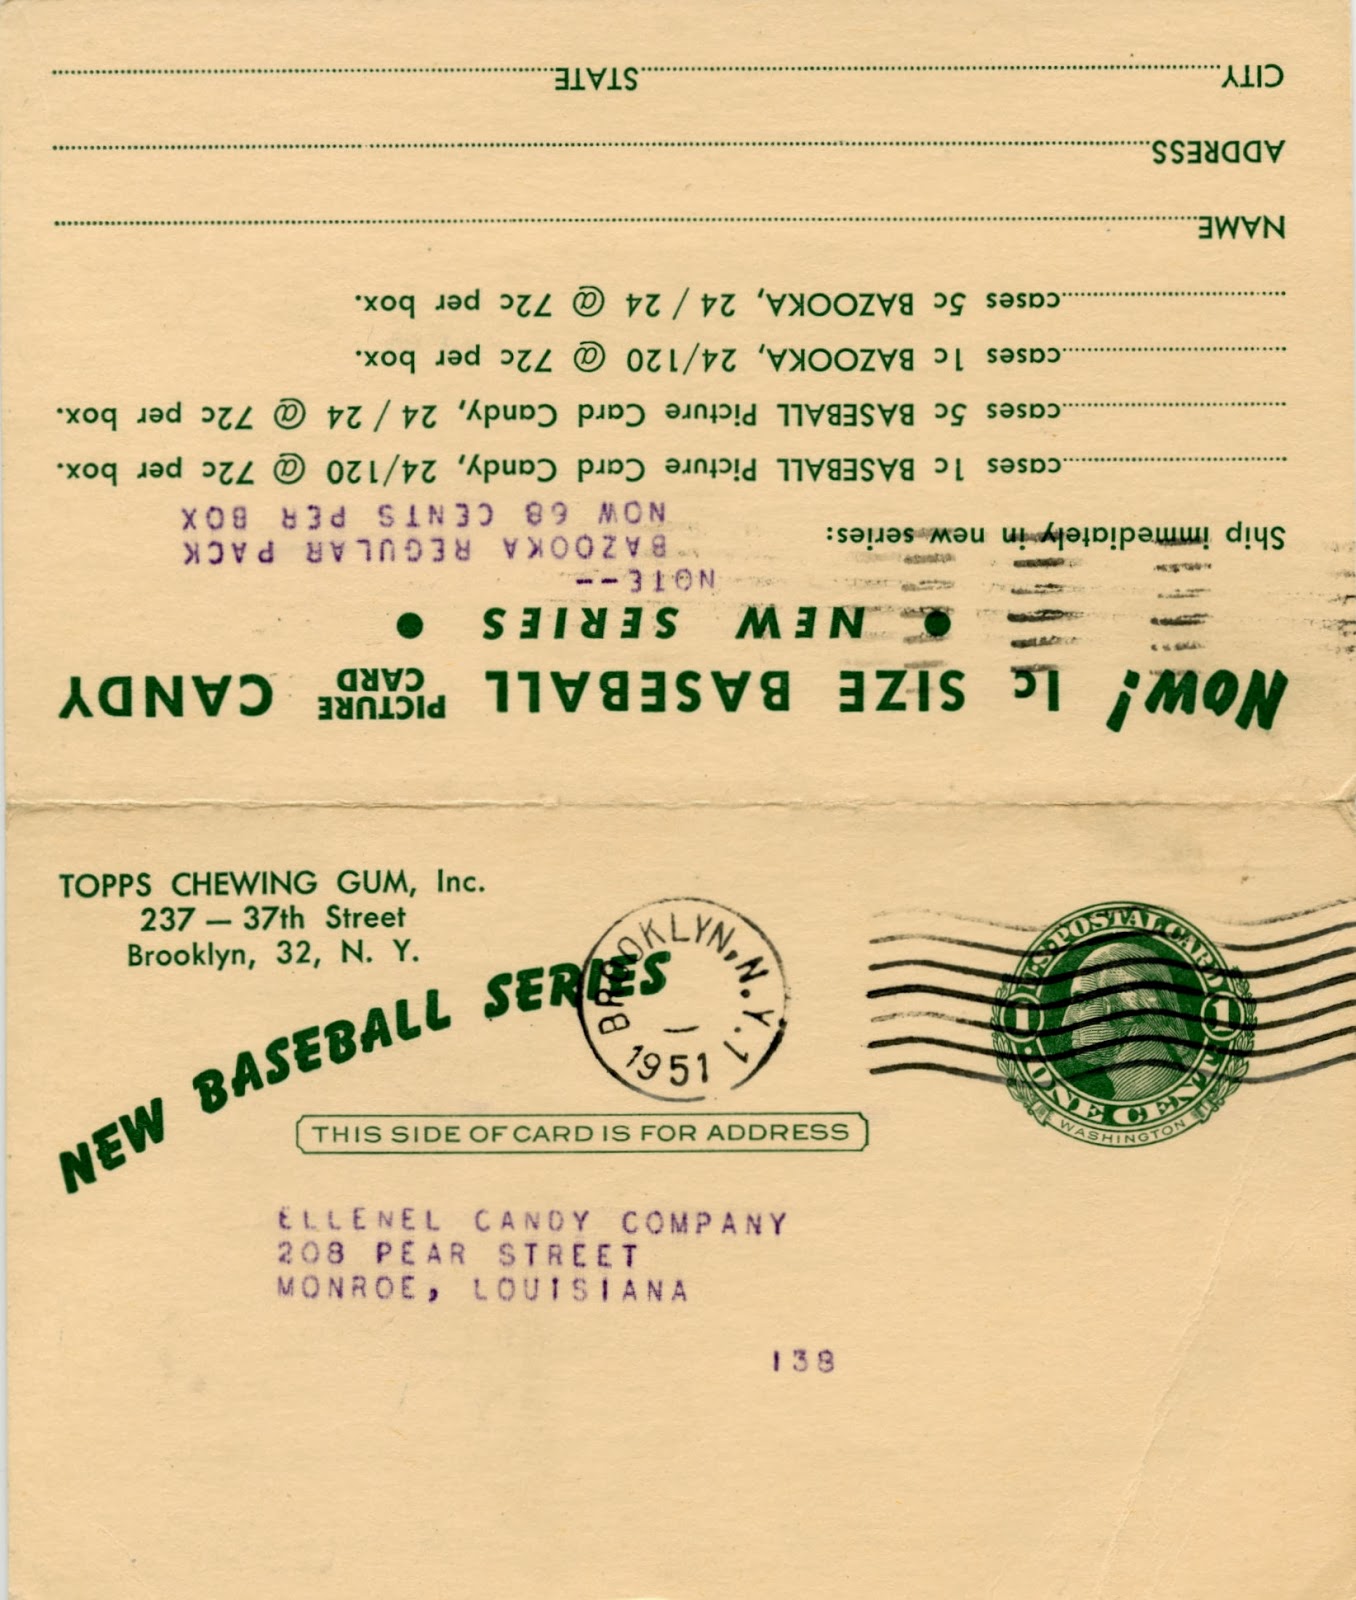 NOW! 1c SIZE BASEBALL PICTURE CARD CANDY
• NEW SERIES •
NOTE--
BAZOOKA REGULAR PACK
NOW 68 CENTS PER BOX
Ship immediately in new series:
cases 1c BASEBALL Picture Card Candy, 24/120 @ 72c per box.
cases 5c BASEBALL Picture Card Candy, 24 / 24 @ 72c per box.
cases 1c BAZOOKA, 24/120 @ 72c per box.
cases 5c BAZOOKA, 24 / 24 @ 72c per box.
NAME
ADDRESS
CITY STATE
TOPPS CHEWING GUM, Inc.
237 — 37th Street
Brooklyn, 32, N. Y.
NEW BASEBALL SERIES
BROOKLYN, N.Y. 1
1951
U.S. POSTAL CARD
1 1
ONE CENT
WASHINGTON
THIS SIDE OF CARD IS FOR ADDRESS
ELLENEL CANDY COMPANY
208 PEAR STREET
MONROE, LOUISIANA
138